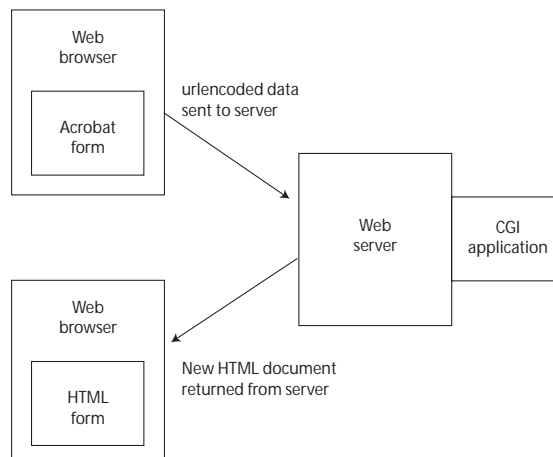 Web
browser
Acrobat
form
urlencoded data
sent to server
Web
server
CGI
application
Web
browser
HTML
form
New HTML document
returned from server